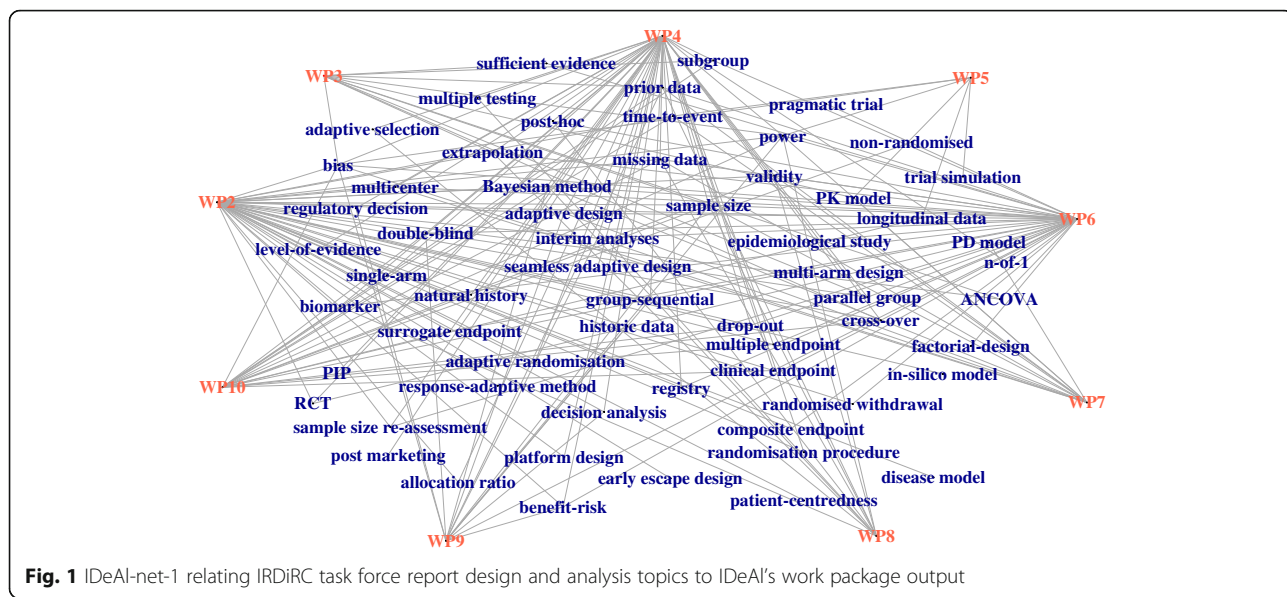 WP4
sufficient evidence
subgroup
WP3
WP5
prior data
multiple testing
pragmatic trial
time-to-event
post-hoc
adaptive selection
power
non-randomised
extrapolation
missing data
bias
validity
trial simulation
multicenter
Bayesian method
PK model
WP2
regulatory decision
sample size
adaptive design
longitudinal data
WP6
double-blind
interim analyses
epidemiological study
PD model
level-of-evidence
n-of-1
seamless adaptive design
multi-arm design
single-arm
natural history
group-sequential
parallel group
ANCOVA
biomarker
cross-over
historic data
drop-out
surrogate endpoint
multiple endpoint
factorial-design
adaptive randomisation
clinical endpoint
PIP
in-silico model
WP10
response-adaptive method
registry
RCT
randomised withdrawal
WP7
decision analysis
sample size re-assessment
composite endpoint
post marketing
platform design
randomisation procedure
allocation ratio
early escape design
disease model
benefit-risk
patient-centredness
WP9
WP8
Fig. 1 IDeAl-net-1 relating IRDiRC task force report design and analysis topics to IDeAl's work package output